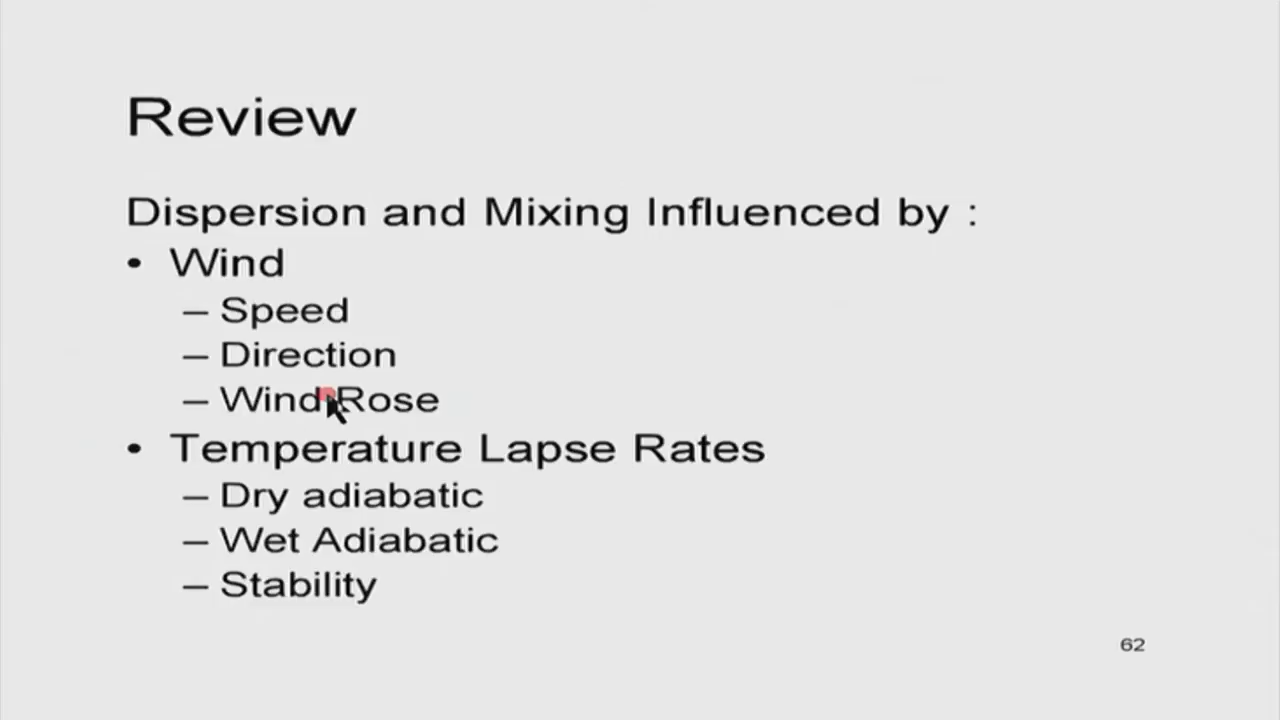 Review
Dispersion and Mixing Influenced by :
• Wind
– Speed
– Direction
– Wind Rose
• Temperature Lapse Rates
– Dry adiabatic
– Wet Adiabatic
– Stability
62